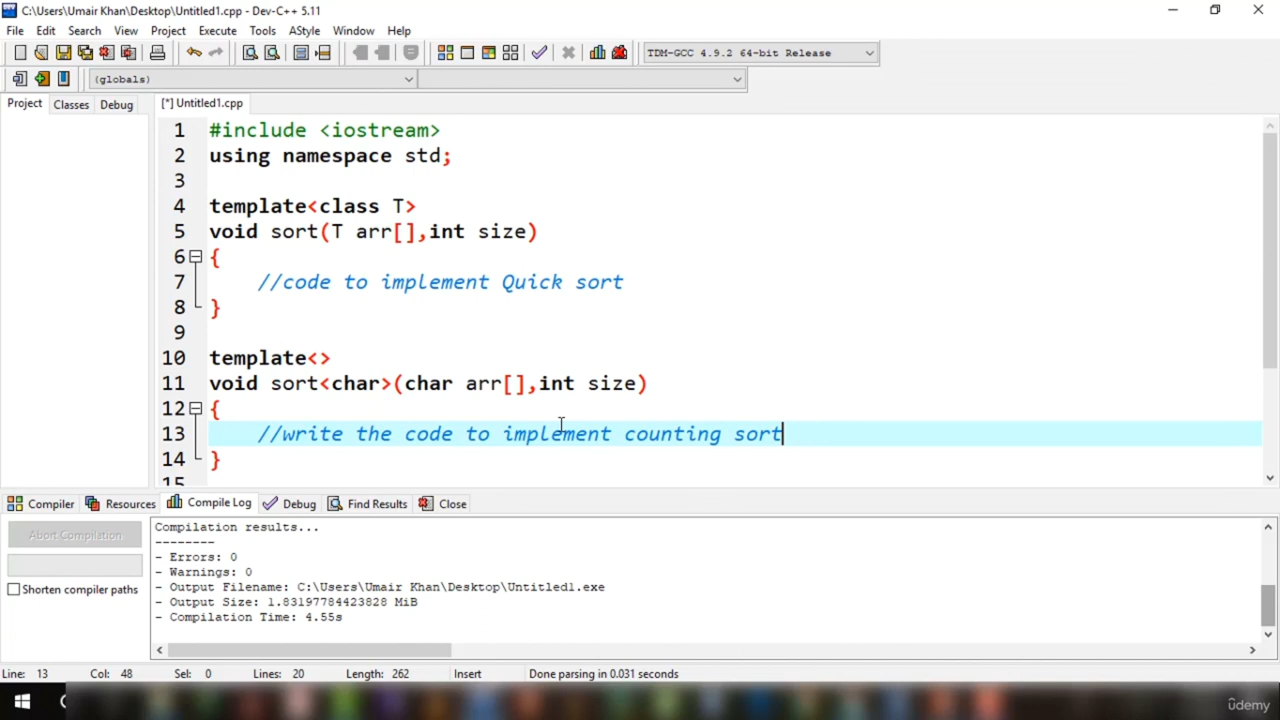 C:\Users\Umair Khan\Desktop\Untitled1.cpp - Dev-C++ 5.11
File Edit Search View Project Execute Tools AStyle Window Help
TDM-GCC 4.9.2 64-bit Release
(globals)
Project Classes Debug [*] Untitled1.cpp
1 #include <iostream>
2 using namespace std;
3
4 template<class T>
5 void sort(T arr[],int size)
6 {
7 //code to implement Quick sort
8 }
9
10 template<>
11 void sort<char>(char arr[],int size)
12 {
13 //write the code to implement counting sort
14 }
15
Compiler Resources Compile Log Debug Find Results Close
Abort Compilation
Shorten compiler paths
Compilation results...
--------
- Errors: 0
- Warnings: 0
- Output Filename: C:\Users\Umair Khan\Desktop\Untitled1.exe
- Output Size: 1.83197784423828 MiB
- Compilation Time: 4.55s
Line: 13 Col: 48 Sel: 0 Lines: 20 Length: 262 Insert Done parsing in 0.031 seconds
ûdemy